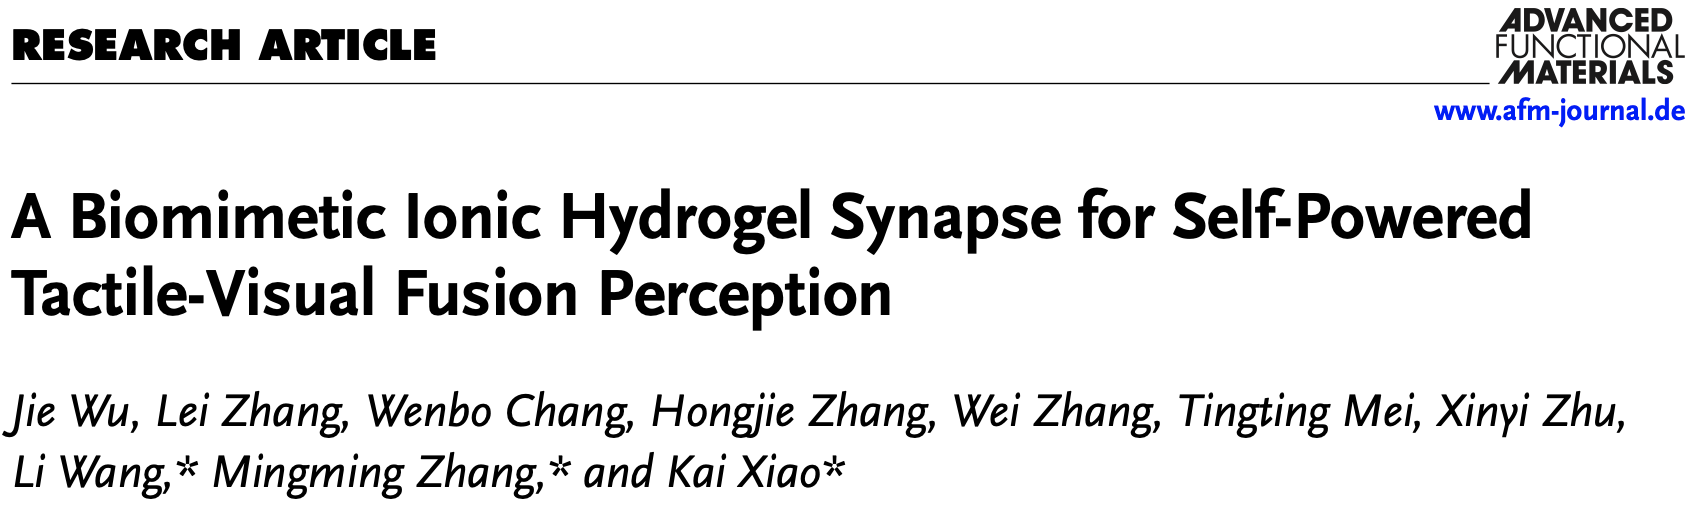 RESEARCH ARTICLE
ADVANCED
FUNCTIONAL
MATERIALS
www.afm-journal.de
A Biomimetic Ionic Hydrogel Synapse for Self-Powered
Tactile-Visual Fusion Perception
Jie Wu, Lei Zhang, Wenbo Chang, Hongjie Zhang, Wei Zhang, Tingting Mei, Xinyi Zhu,
Li Wang,* Mingming Zhang,* and Kai Xiao*